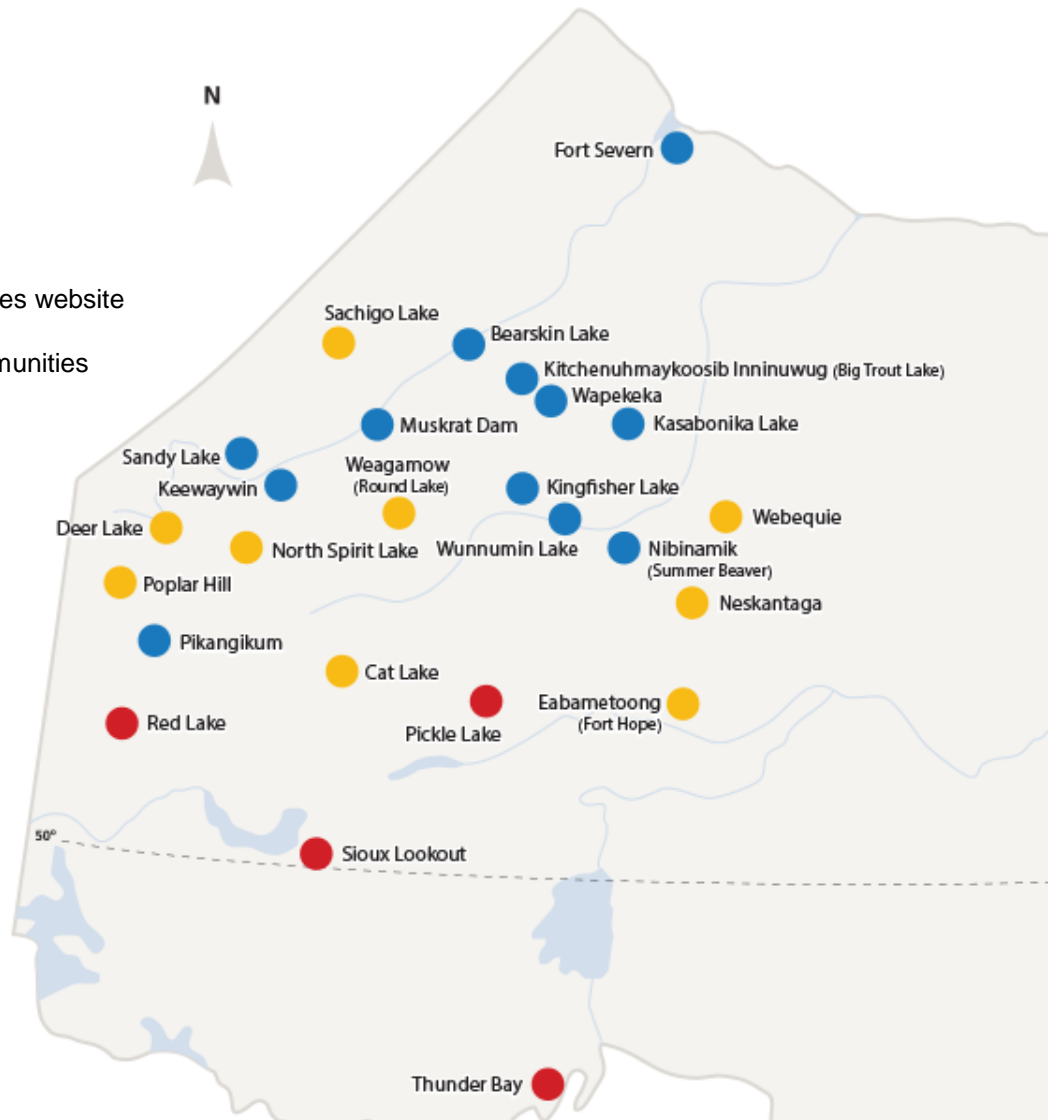 N
Fort Severn
es website
Sachigo Lake
Bearskin Lake
munities
Kitchenuhmaykoosib Inninuwug (Big Trout Lake)
Wapekeka
Muskrat Dam
Kasabonika Lake
Sandy Lake
Weagamow
(Round Lake)
Keewaywin
Kingfisher Lake
Deer Lake
Webequie
North Spirit Lake
Wunnumin Lake
Nibinamik
(Summer Beaver)
Poplar Hill
Neskantaga
Pikangikum
Cat Lake
Eabametoong
(Fort Hope)
Red Lake
Pickle Lake
50°
Sioux Lookout
Thunder Bay